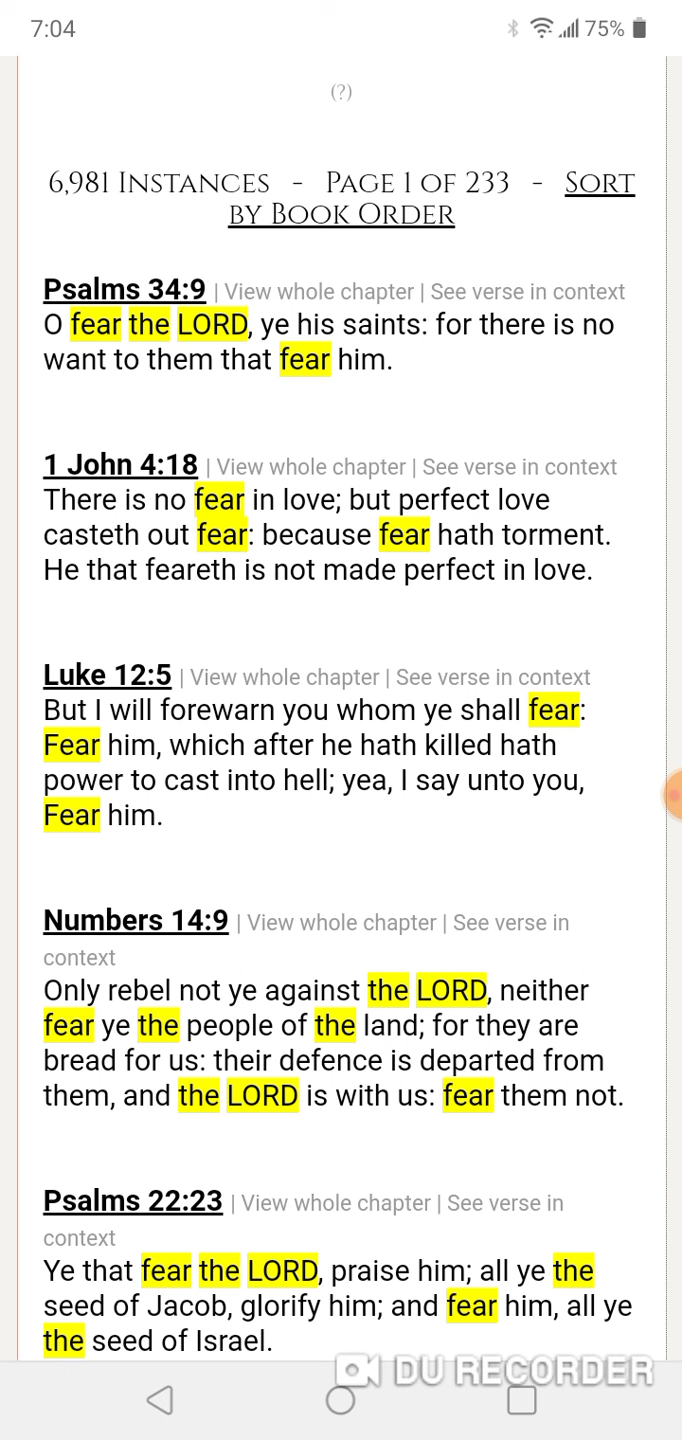 7:04 75%
(?)
6,981 Instances - Page 1 of 233 - Sort
by Book Order
Psalms 34:9 | View whole chapter | See verse in context
O fear the LORD, ye his saints: for there is no
want to them that fear him.
1 John 4:18 | View whole chapter | See verse in context
There is no fear in love; but perfect love
casteth out fear: because fear hath torment.
He that feareth is not made perfect in love.
Luke 12:5 | View whole chapter | See verse in context
But I will forewarn you whom ye shall fear:
Fear him, which after he hath killed hath
power to cast into hell; yea, I say unto you,
Fear him.
Numbers 14:9 | View whole chapter | See verse in
context
Only rebel not ye against the LORD, neither
fear ye the people of the land; for they are
bread for us: their defence is departed from
them, and the LORD is with us: fear them not.
Psalms 22:23 | View whole chapter | See verse in
context
Ye that fear the LORD, praise him; all ye the
seed of Jacob, glorify him; and fear him, all ye
the seed of Israel.
DU RECORDER